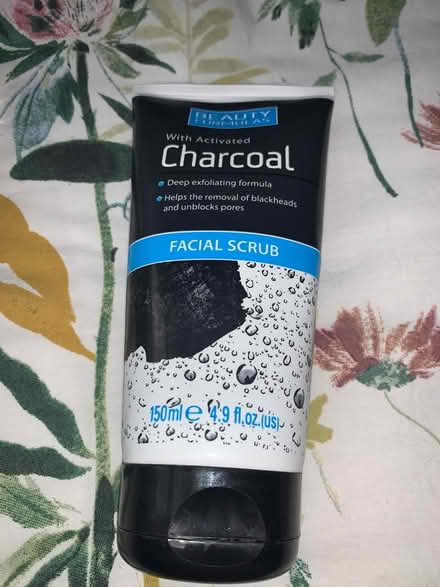 BEAUTY
FORMULAS
With Activated
Charcoal
Deep exfoliating formula
Helps the removal of blackheads
and unblocks pores
FACIAL SCRUB
150ml e 4.9 fl.oz.(US)